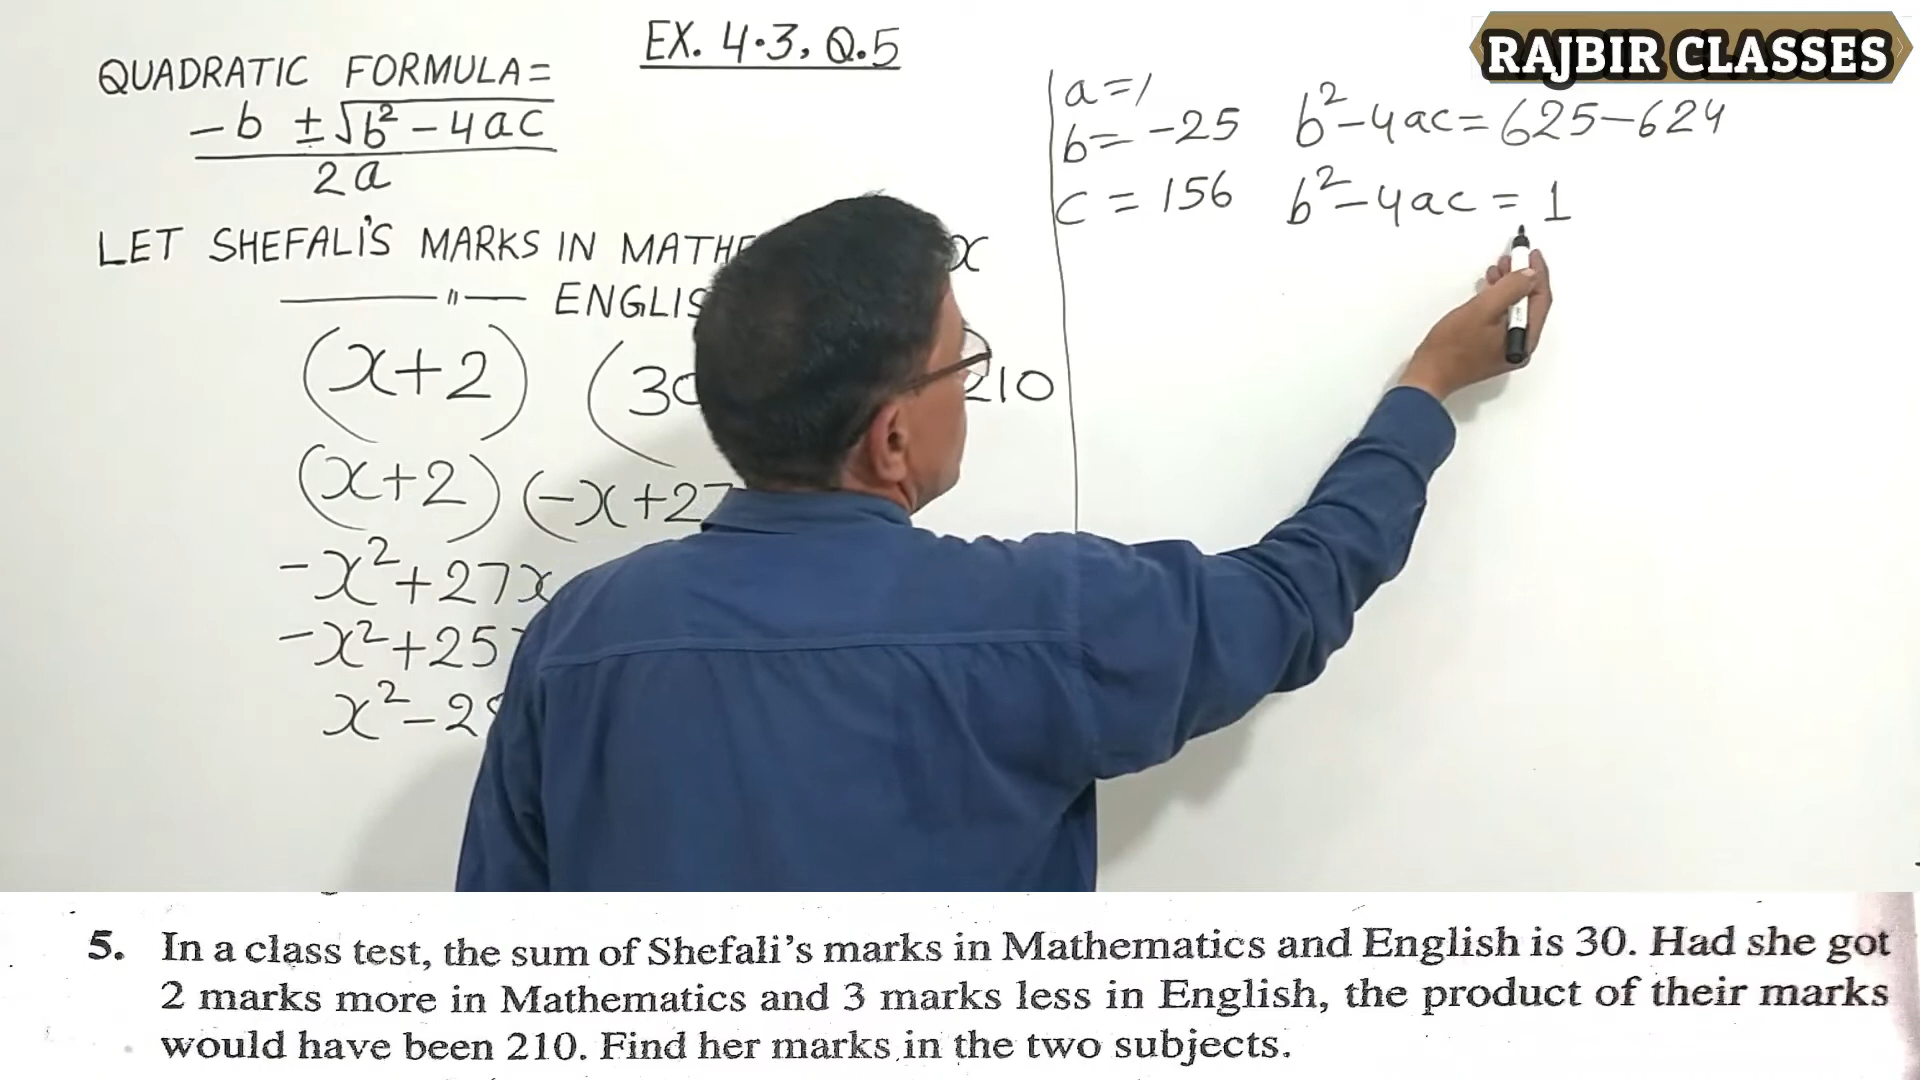 EX. 4.3, Q.5
RAJBIR CLASSES
QUADRATIC FORMULA=
-b ±√b²-4ac
2a
LET SHEFALI'S MARKS IN MATHE x
——"—— ENGLIS
(x+2) (30 210
(x+2) (-x+27
-x²+27x
-x²+25
x²-2
a=1
b=-25
c=156
b²-4ac=625-624
b²-4ac=1
5. In a class test, the sum of Shefali's marks in Mathematics and English is 30. Had she got
2 marks more in Mathematics and 3 marks less in English, the product of their marks
would have been 210. Find her marks in the two subjects.